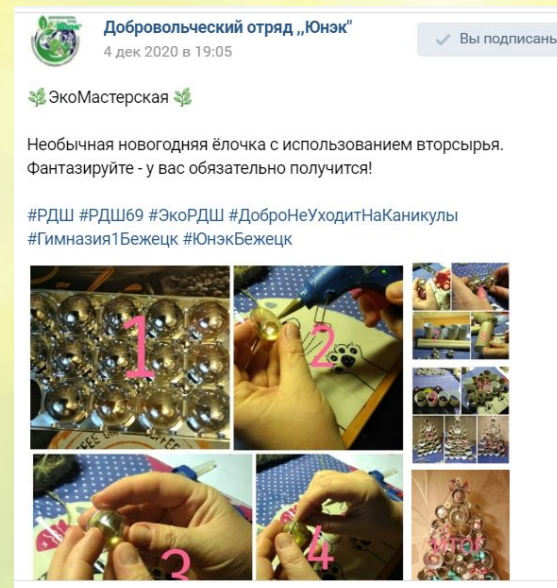 Добровольческий отряд ,,Юнэк"
4 дек 2020 в 19:05
Вы подписаны
🌿ЭкоМастерская 🌿
Необычная новогодняя ёлочка с использованием вторсырья.
Фантазируйте - у вас обязательно получится!
#РДШ #РДШ69 #ЭкоРДШ #ДоброНеУходитНаКаникулы
#Гимназия1Бежецк #ЮнэкБежецк
1
2
3
4
ИТОГ